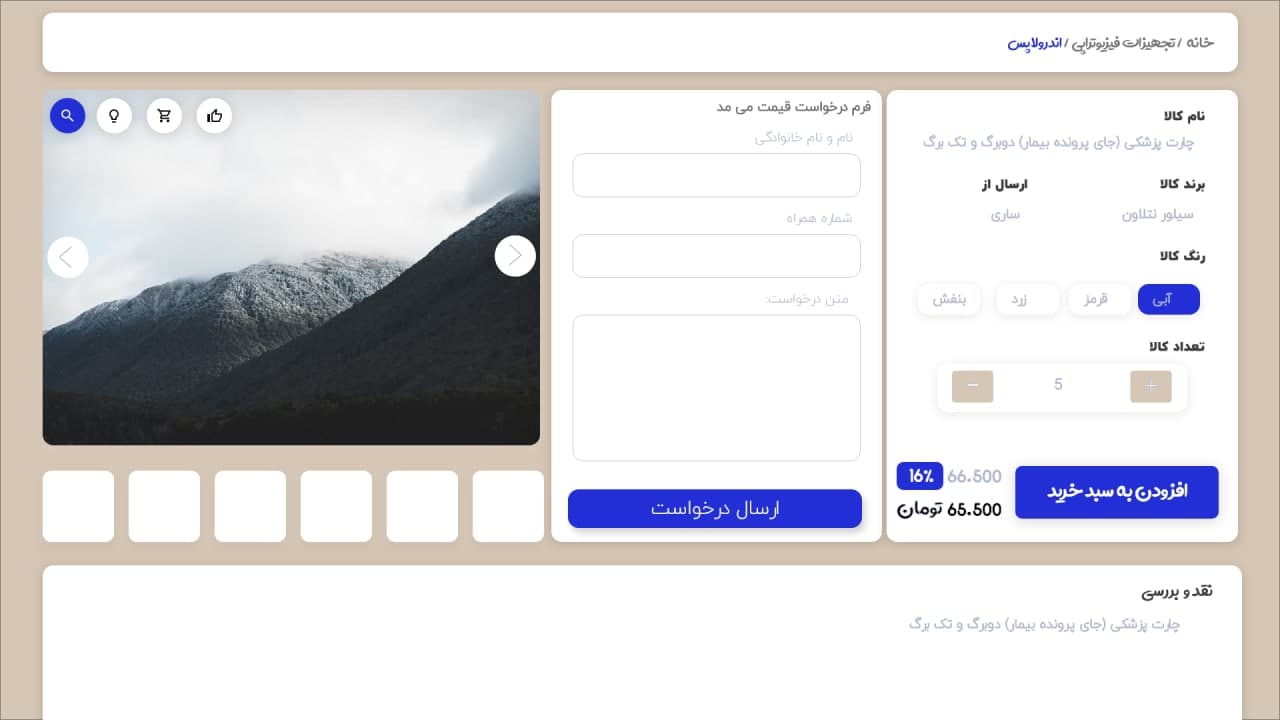 خانه / تجهیزات فیزیوتراپی / اندرولاپس
نام کالا
چارت پزشکی (جای پرونده بیمار) دوبرگ و تک برگ
برند کالا
سیلور نتلاون
ارسال از
ساری
رنگ کالا
آبی
قرمز
زرد
بنفش
تعداد کالا
+
5
−
افزودن به سبد خرید
66.500
16%
65.500 تومان
فرم درخواست قیمت می مد
نام و نام خانوادگی
شماره همراه
متن درخواست:
ارسال درخواست
نقد و بررسی
چارت پزشکی (جای پرونده بیمار) دوبرگ و تک برگ